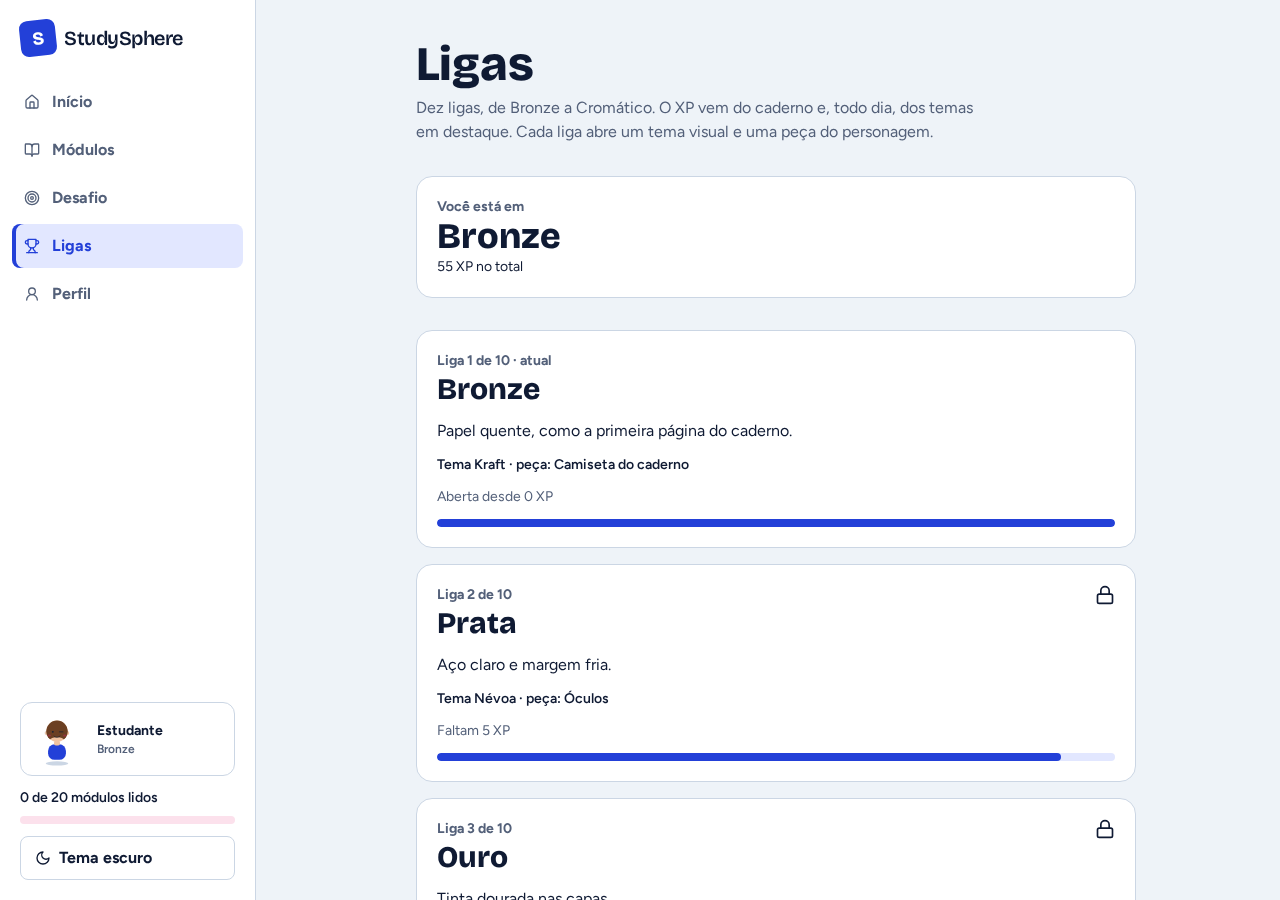 S StudySphere
Início
Módulos
Desafio
Ligas
Perfil
Estudante
Bronze
0 de 20 módulos lidos
Tema escuro
Ligas
Dez ligas, de Bronze a Cromático. O XP vem do caderno e, todo dia, dos temas
em destaque. Cada liga abre um tema visual e uma peça do personagem.
Você está em
Bronze
55 XP no total
Liga 1 de 10 · atual
Bronze
Papel quente, como a primeira página do caderno.
Tema Kraft · peça: Camiseta do caderno
Aberta desde 0 XP
Liga 2 de 10
Prata
Aço claro e margem fria.
Tema Névoa · peça: Óculos
Faltam 5 XP
Liga 3 de 10
Ouro
Tinta dourada nas capas.